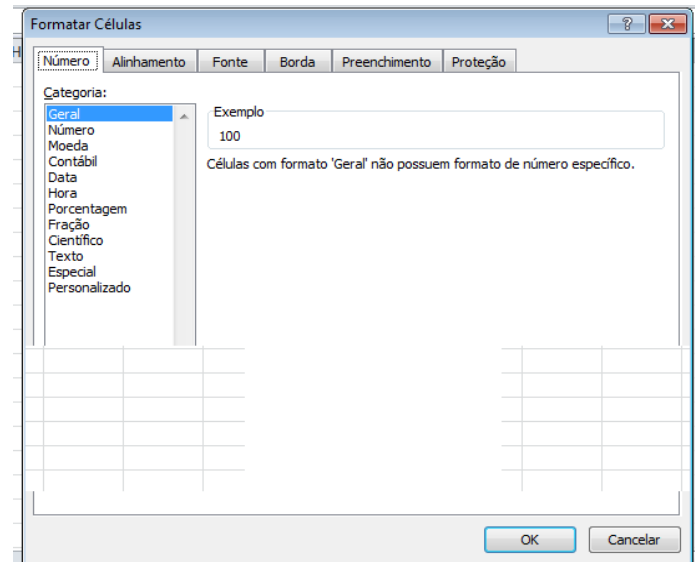 Formatar Células
H
Número Alinhamento Fonte Borda Preenchimento Proteção
Categoria:
Geral
Número
Moeda
Contábil
Data
Hora
Porcentagem
Fração
Científico
Texto
Especial
Personalizado
Exemplo
100
Células com formato 'Geral' não possuem formato de número específico.
OK Cancelar